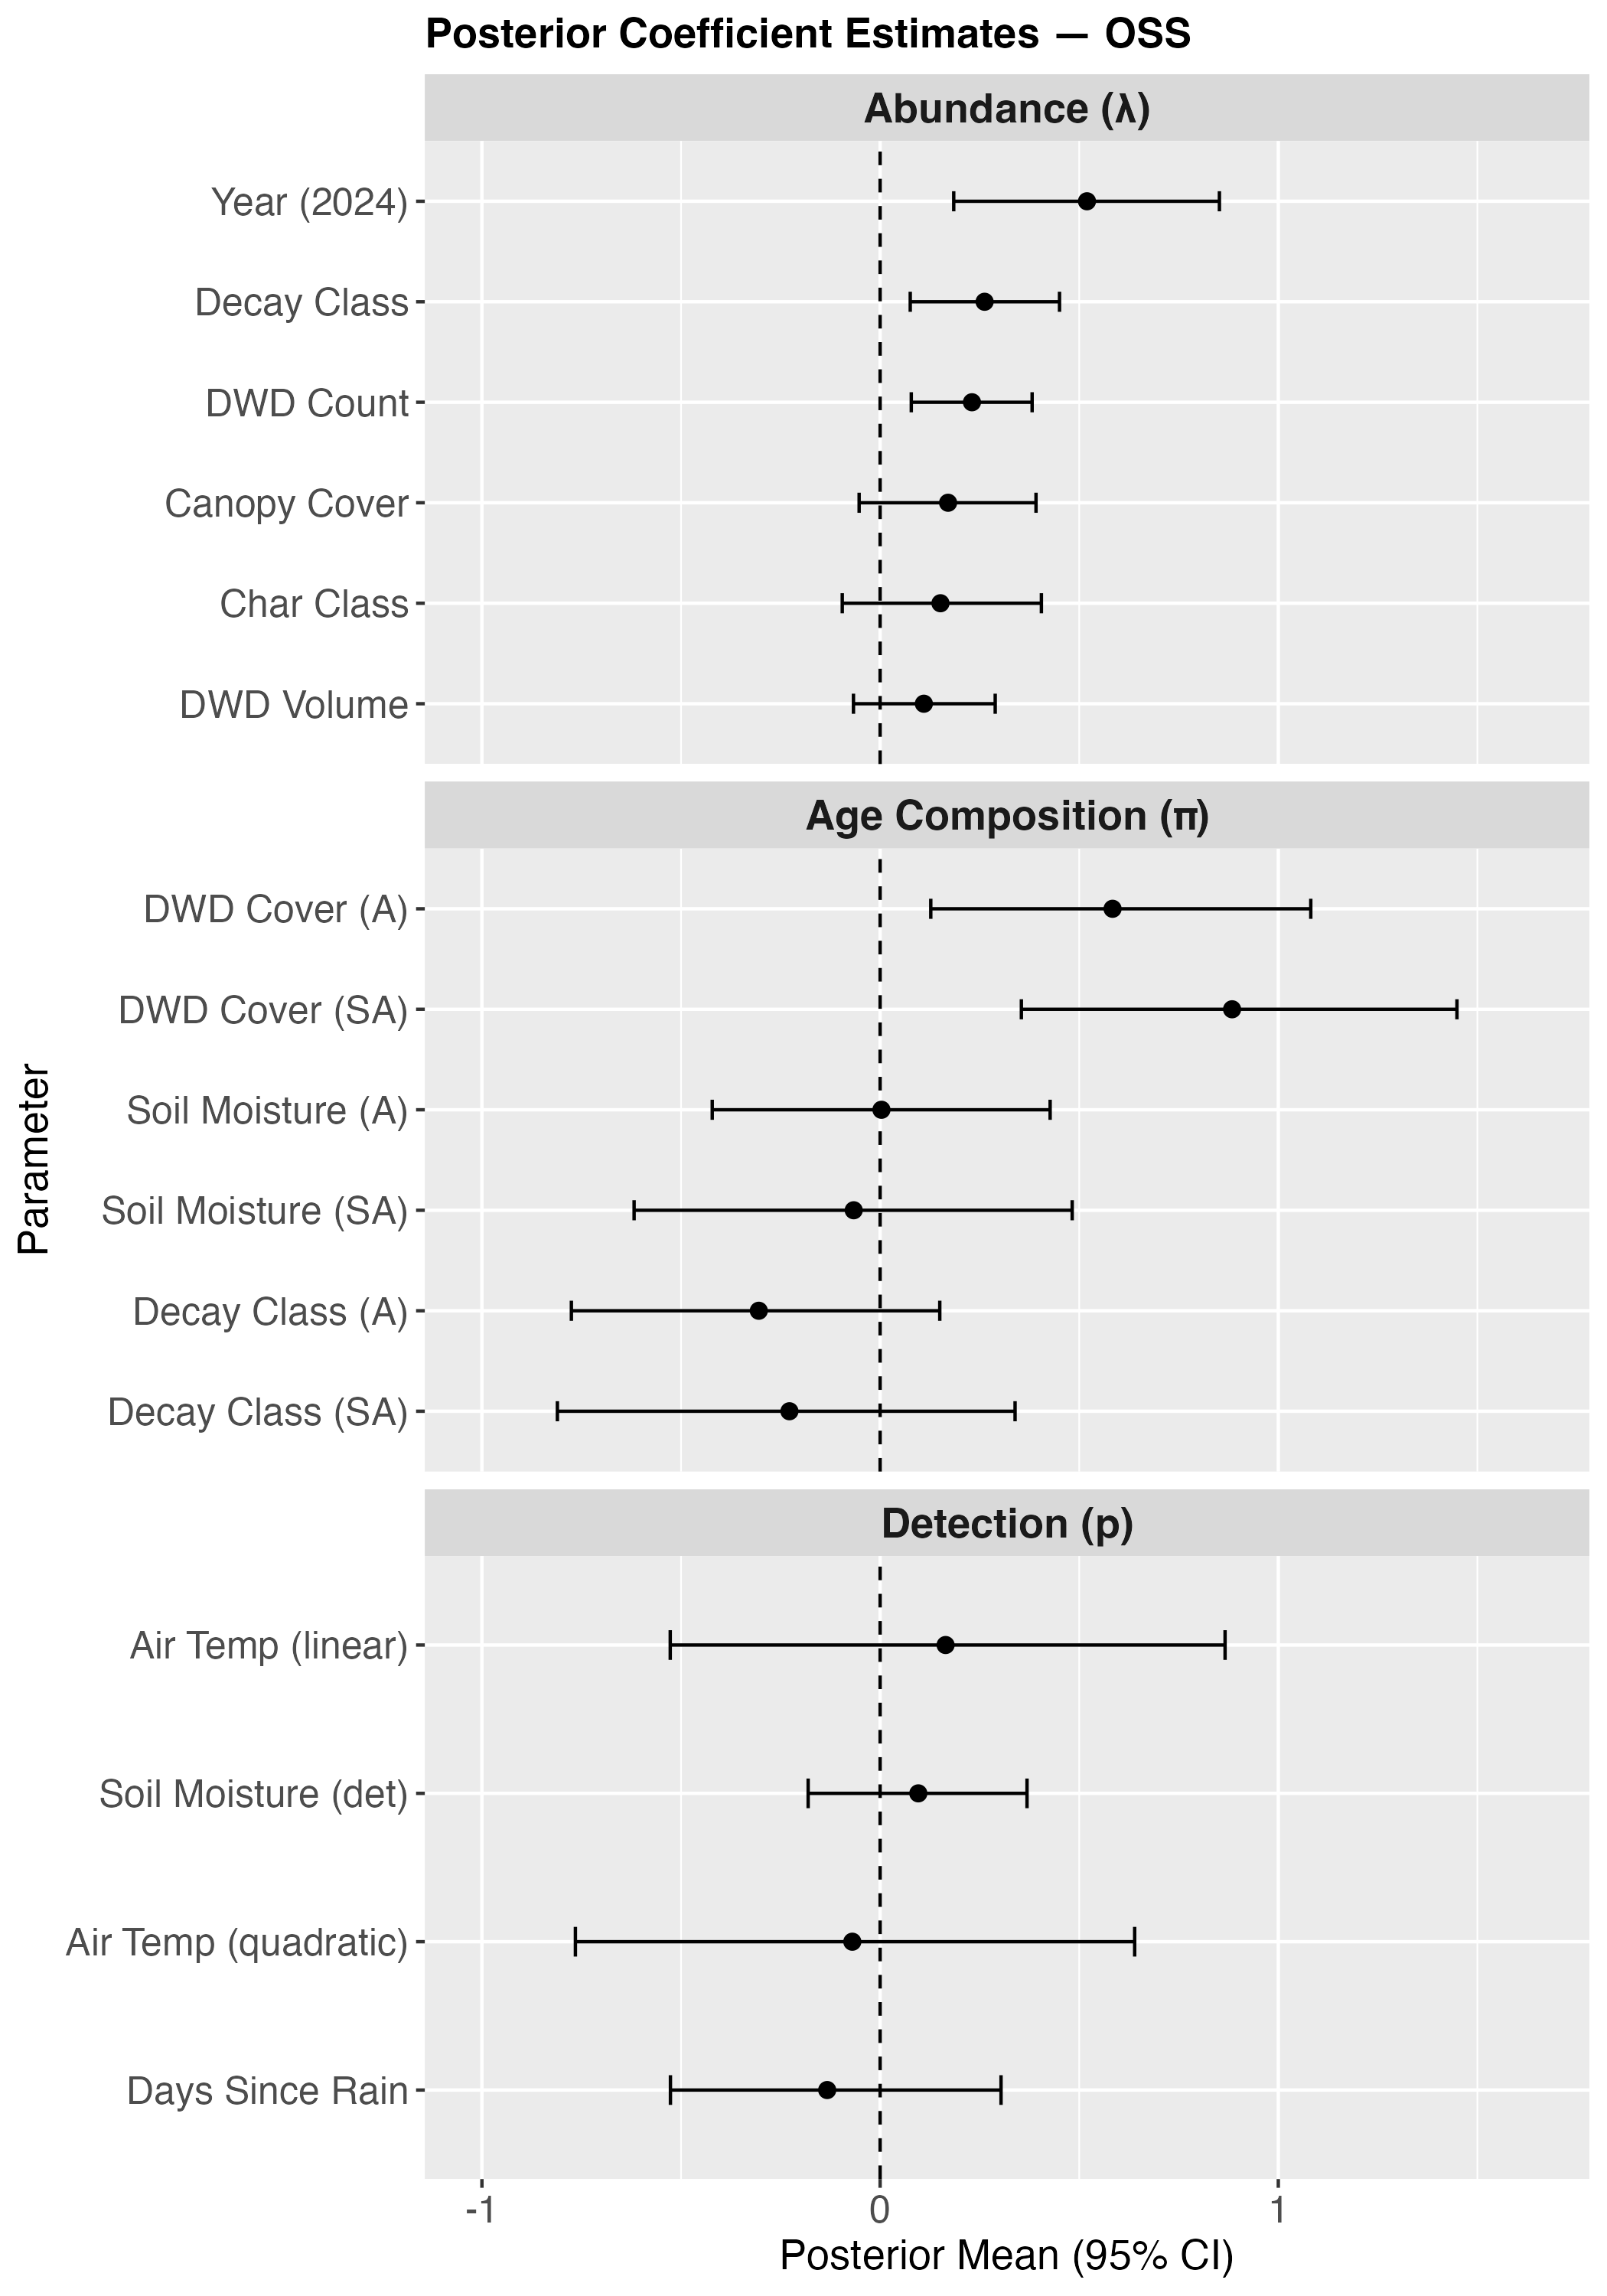 Posterior Coefficient Estimates — OSS
Abundance (λ)
Year (2024)
Decay Class
DWD Count
Canopy Cover
Char Class
DWD Volume
Age Composition (π)
DWD Cover (A)
DWD Cover (SA)
Soil Moisture (A)
Soil Moisture (SA)
Decay Class (A)
Decay Class (SA)
Parameter
Detection (p)
Air Temp (linear)
Soil Moisture (det)
Air Temp (quadratic)
Days Since Rain
-1 0 1
Posterior Mean (95% CI)